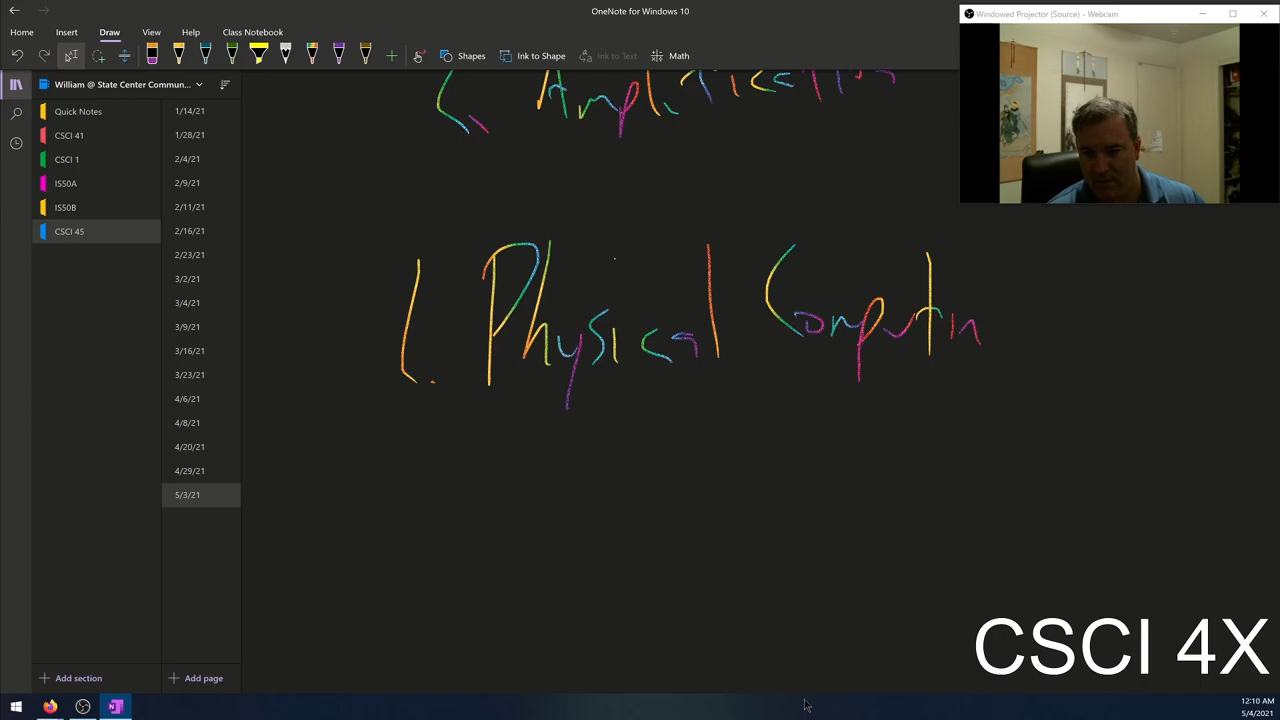 OneNote for Windows 10
Windowed Projector (Source) - Webcam
Home Insert Draw View Help Class Notebook
Shapes Ink to Shape Ink to Text Math
William @ State Center Commun...
Quick Notes
CSCI 41
CSCI 1
IS50A
IS50B
CSCI 45
1/14/21
1/28/21
2/4/21
2/9/21
2/11/21
2/16/21
2/23/21
3/2/21
3/4/21
3/9/21
3/16/21
3/23/21
4/6/21
4/8/21
4/20/21
4/29/21
5/3/21
Physical Computin
CSCI 4X
Add section
Add page
12:10 AM
5/4/2021